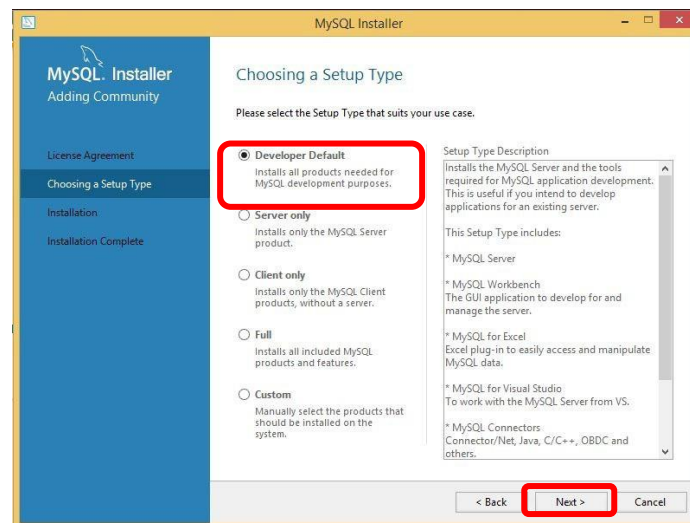 MySQL Installer
MySQL. Installer
Adding Community
License Agreement
Choosing a Setup Type
Installation
Installation Complete
Choosing a Setup Type
Please select the Setup Type that suits your use case.
Developer Default
Installs all products needed for
MySQL development purposes.
Server only
Installs only the MySQL Server
product.
Client only
Installs only the MySQL Client
products, without a server.
Full
Installs all included MySQL
products and features.
Custom
Manually select the products that
should be installed on the
system.
Setup Type Description
Installs the MySQL Server and the tools
required for MySQL application development.
This is useful if you intend to develop
applications for an existing server.
This Setup Type includes:
* MySQL Server
* MySQL Workbench
The GUI application to develop for and
manage the server.
* MySQL for Excel
Excel plug-in to easily access and manipulate
MySQL data.
* MySQL for Visual Studio
To work with the MySQL Server from VS.
* MySQL Connectors
Connector/Net, Java, C/C++, OBDC and
others.
< Back
Next >
Cancel